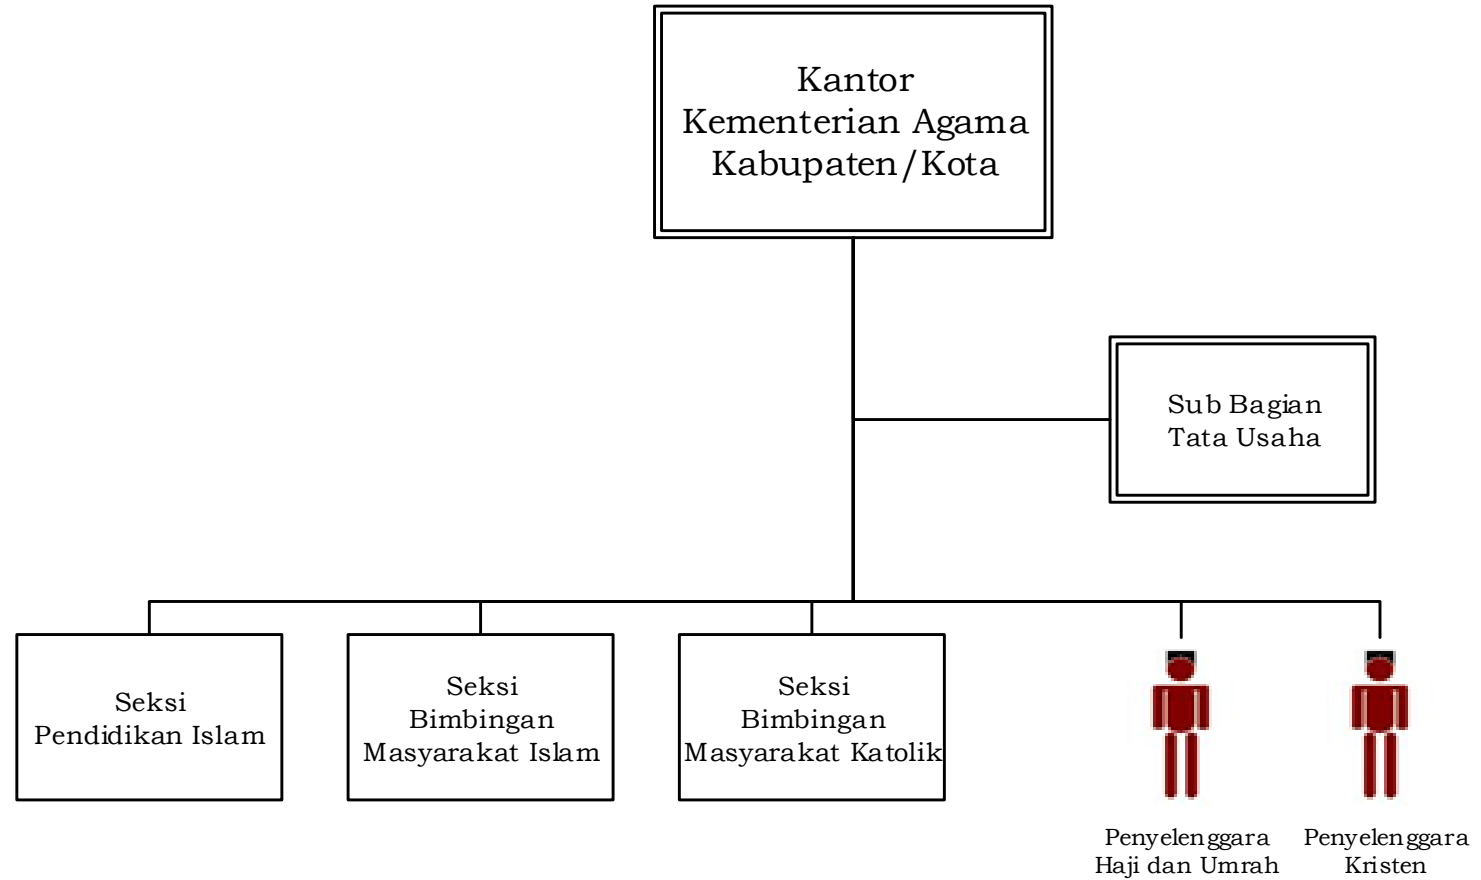 Kantor
Kementerian Agama
Kabupaten/Kota
Sub Bagian
Tata Usaha
Seksi
Pendidikan Islam
Seksi
Bimbingan
Masyarakat Islam
Seksi
Bimbingan
Masyarakat Katolik
Penyelenggara
Haji dan Umrah
Penyelenggara
Kristen